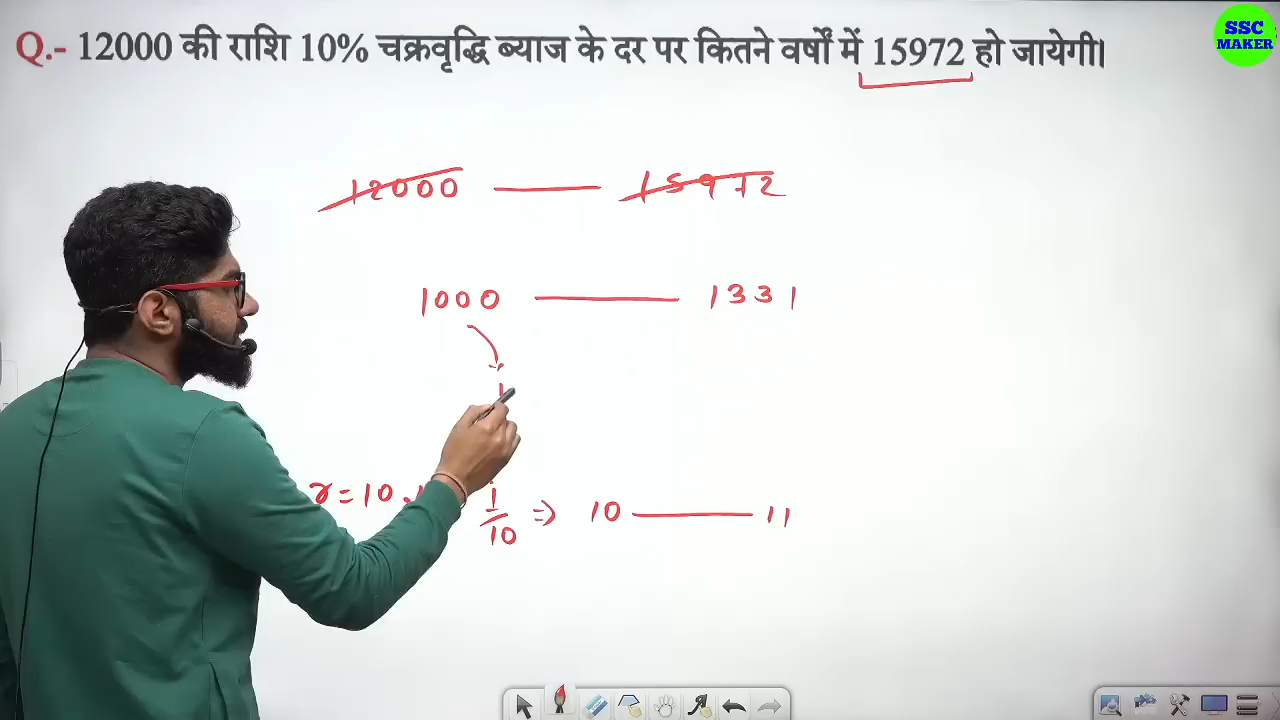 Q.- 12000 की राशि 10% चक्रवृद्धि ब्याज के दर पर कितने वर्षों में 15972 हो जायेगी।
SSC
MAKER
12000 — 15972
1000 — 1331
r = 10
1/10 ⇒ 10 — 11